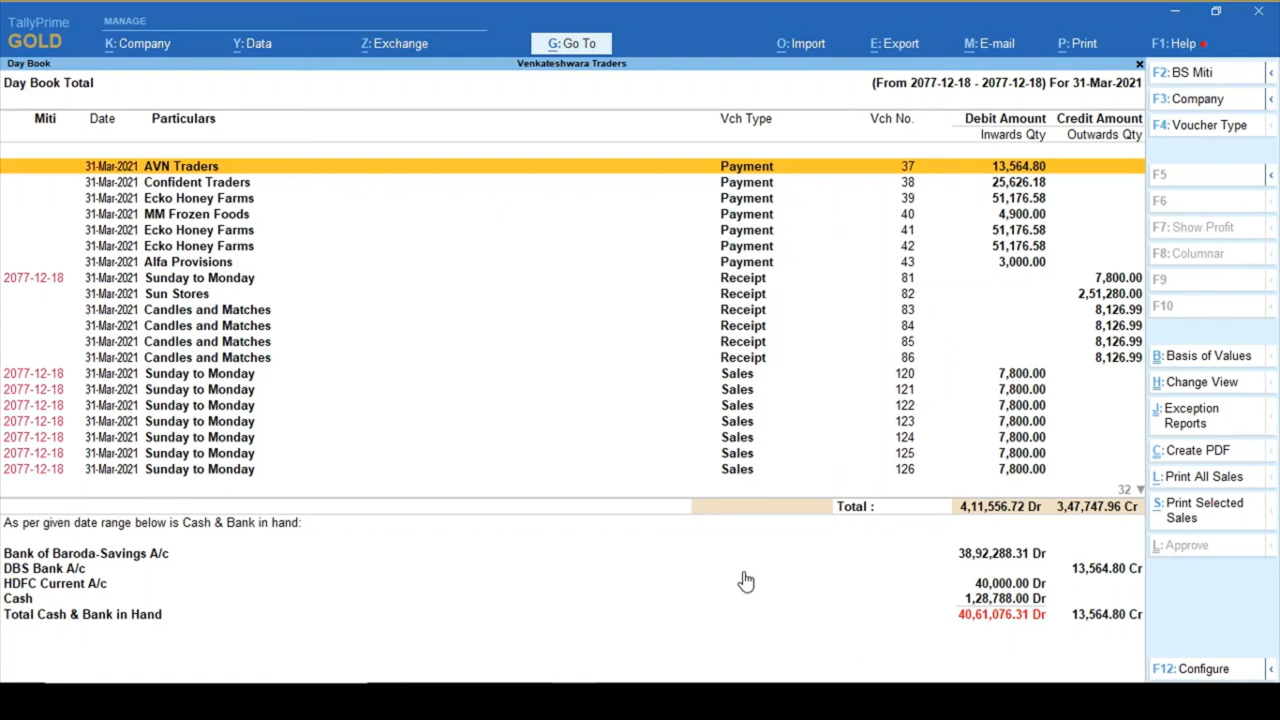 TallyPrime
GOLD
MANAGE
K: Company Y: Data Z: Exchange G: Go To O: Import E: Export M: E-mail P: Print F1: Help
Day Book Venkateshwara Traders
Day Book Total (From 2077-12-18 - 2077-12-18) For 31-Mar-2021
Miti Date Particulars Vch Type Vch No. Debit Amount Credit Amount
Inwards Qty Outwards Qty
31-Mar-2021 AVN Traders Payment 37 13,564.80
31-Mar-2021 Confident Traders Payment 38 25,626.18
31-Mar-2021 Ecko Honey Farms Payment 39 51,176.58
31-Mar-2021 MM Frozen Foods Payment 40 4,900.00
31-Mar-2021 Ecko Honey Farms Payment 41 51,176.58
31-Mar-2021 Ecko Honey Farms Payment 42 51,176.58
31-Mar-2021 Alfa Provisions Payment 43 3,000.00
2077-12-18 31-Mar-2021 Sunday to Monday Receipt 81 7,800.00
31-Mar-2021 Sun Stores Receipt 82 2,51,280.00
31-Mar-2021 Candles and Matches Receipt 83 8,126.99
31-Mar-2021 Candles and Matches Receipt 84 8,126.99
31-Mar-2021 Candles and Matches Receipt 85 8,126.99
31-Mar-2021 Candles and Matches Receipt 86 8,126.99
2077-12-18 31-Mar-2021 Sunday to Monday Sales 120 7,800.00
2077-12-18 31-Mar-2021 Sunday to Monday Sales 121 7,800.00
2077-12-18 31-Mar-2021 Sunday to Monday Sales 122 7,800.00
2077-12-18 31-Mar-2021 Sunday to Monday Sales 123 7,800.00
2077-12-18 31-Mar-2021 Sunday to Monday Sales 124 7,800.00
2077-12-18 31-Mar-2021 Sunday to Monday Sales 125 7,800.00
2077-12-18 31-Mar-2021 Sunday to Monday Sales 126 7,800.00
32
Total : 4,11,556.72 Dr 3,47,747.96 Cr
As per given date range below is Cash & Bank in hand:
Bank of Baroda-Savings A/c 38,92,288.31 Dr
DBS Bank A/c 13,564.80 Cr
HDFC Current A/c 40,000.00 Dr
Cash 1,28,788.00 Dr
Total Cash & Bank in Hand 40,61,076.31 Dr 13,564.80 Cr
F2: BS Miti
F3: Company
F4: Voucher Type
F5
F6
F7: Show Profit
F8: Columnar
F9
F10
B: Basis of Values
H: Change View
J: Exception
Reports
C: Create PDF
L: Print All Sales
S: Print Selected
Sales
L: Approve
F12: Configure